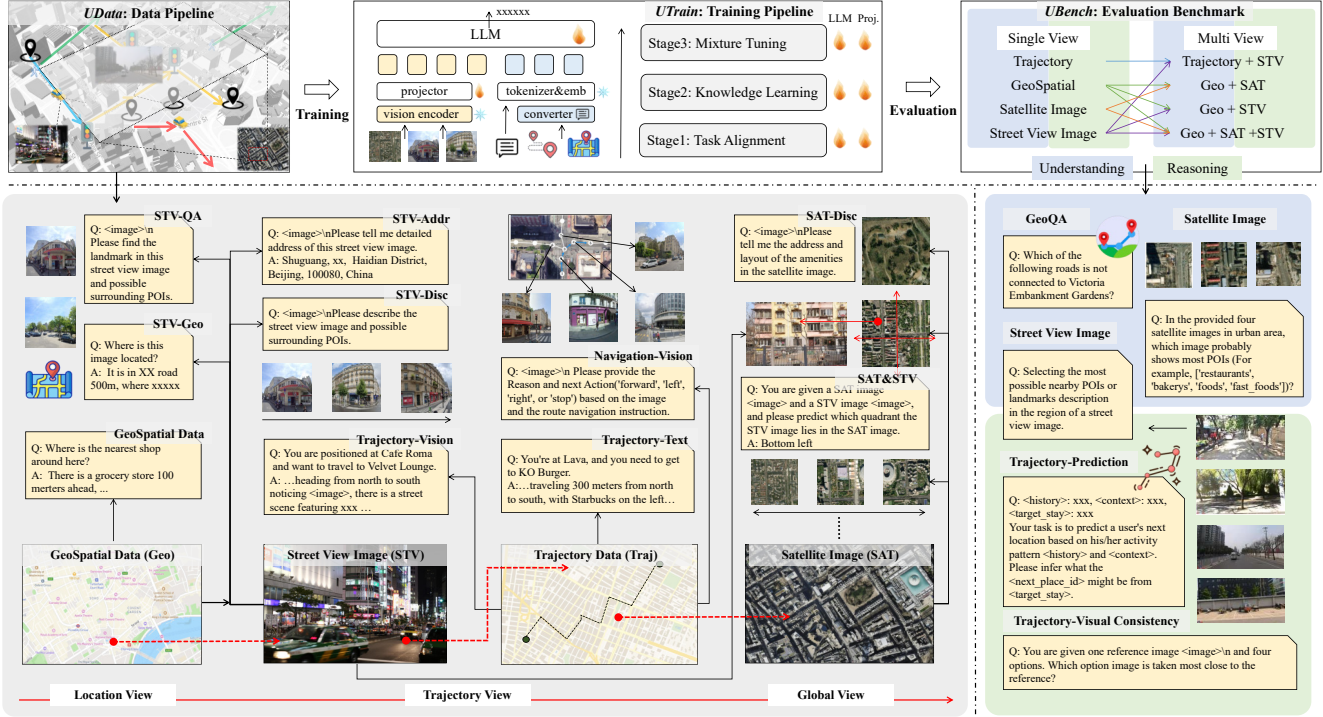 UData: Data Pipeline
Training
xxxxxx
LLM
projector
tokenizer&emb
vision encoder
converter
UTrain: Training Pipeline
LLM Proj.
Stage3: Mixture Tuning
Stage2: Knowledge Learning
Stage1: Task Alignment
Evaluation
UBench: Evaluation Benchmark
Single View
Multi View
Trajectory
Trajectory + STV
GeoSpatial
Geo + SAT
Satellite Image
Geo + STV
Street View Image
Geo + SAT +STV
Understanding
Reasoning
STV-QA
Q: <image>\n
Please find the
landmark in this
street view image
and possible
surrounding POIs.
STV-Geo
Q: Where is this
image located?
A: It is in XX road
500m, where xxxxx
GeoSpatial Data
Q: Where is the nearest shop
around here?
A: There is a grocery store 100
merters ahead, ...
STV-Addr
Q: <image>\nPlease tell me detailed
address of this street view image.
A: Shuguang, xx, Haidian District,
Beijing, 100080, China
STV-Disc
Q: <image>\nPlease describe the
street view image and possible
surrounding POIs.
Trajectory-Vision
Q: You are positioned at Cafe Roma
and want to travel to Velvet Lounge.
A: …heading from north to south
noticing <image>, there is a street
scene featuring xxx …
Navigation-Vision
Q: <image>\n Please provide the
Reason and next Action('forward', 'left',
'right', or 'stop') based on the image
and the route navigation instruction.
Trajectory-Text
Q: You're at Lava, and you need to get
to KO Burger.
A:…traveling 300 meters from north
to south, with Starbucks on the left…
SAT-Disc
Q: <image>\nPlease
tell me the address and
layout of the amenities
in the satellite image.
SAT&STV
Q: You are given a SAT image
<image> and a STV image <image>,
and please predict which quadrant the
STV image lies in the SAT image.
A: Bottom left
GeoSpatial Data (Geo)
Street View Image (STV)
Trajectory Data (Traj)
Satellite Image (SAT)
Location View
Trajectory View
Global View
GeoQA
Q: Which of the
following roads is not
connected to Victoria
Embankment Gardens?
Satellite Image
Q: In the provided four
satellite images in urban area,
which image probably
shows most POIs (For
example, ['restaurants',
'bakerys', 'foods', 'fast_foods'])?
Street View Image
Q: Selecting the most
possible nearby POIs or
landmarks description
in the region of a street
view image.
Trajectory-Prediction
Q: <history>: xxx, <context>: xxx,
<target_stay>: xxx
Your task is to predict a user's next
location based on his/her activity
pattern <history> and <context>.
Please infer what the
<next_place_id> might be from
<target_stay>.
Trajectory-Visual Consistency
Q: You are given one reference image <image>\n and four
options. Which option image is taken most close to the
reference?